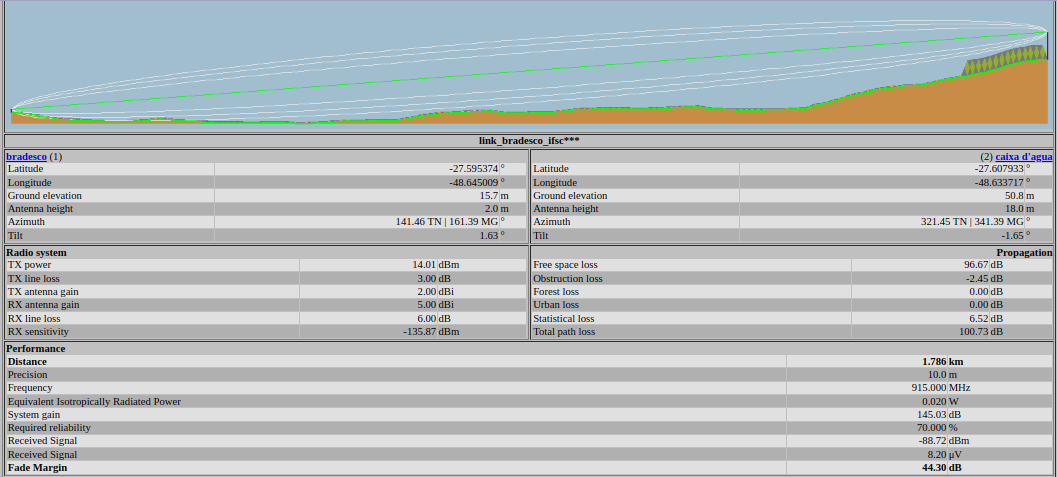 link_bradesco_ifsc***
bradesco (1)
Latitude -27.595374 °
Longitude -48.645009 °
Ground elevation 15.7 m
Antenna height 2.0 m
Azimuth 141.46 TN | 161.39 MG °
Tilt 1.63 °
(2) caixa d'agua
Latitude -27.607933 °
Longitude -48.633717 °
Ground elevation 50.8 m
Antenna height 18.0 m
Azimuth 321.45 TN | 341.39 MG °
Tilt -1.65 °
Radio system
TX power 14.01 dBm
TX line loss 3.00 dB
TX antenna gain 2.00 dBi
RX antenna gain 5.00 dBi
RX line loss 6.00 dB
RX sensitivity -135.87 dBm
Propagation
Free space loss 96.67 dB
Obstruction loss -2.45 dB
Forest loss 0.00 dB
Urban loss 0.00 dB
Statistical loss 6.52 dB
Total path loss 100.73 dB
Performance
Distance 1.786 km
Precision 10.0 m
Frequency 915.000 MHz
Equivalent Isotropically Radiated Power 0.020 W
System gain 145.03 dB
Required reliability 70.000 %
Received Signal -88.72 dBm
Received Signal 8.20 µV
Fade Margin 44.30 dB